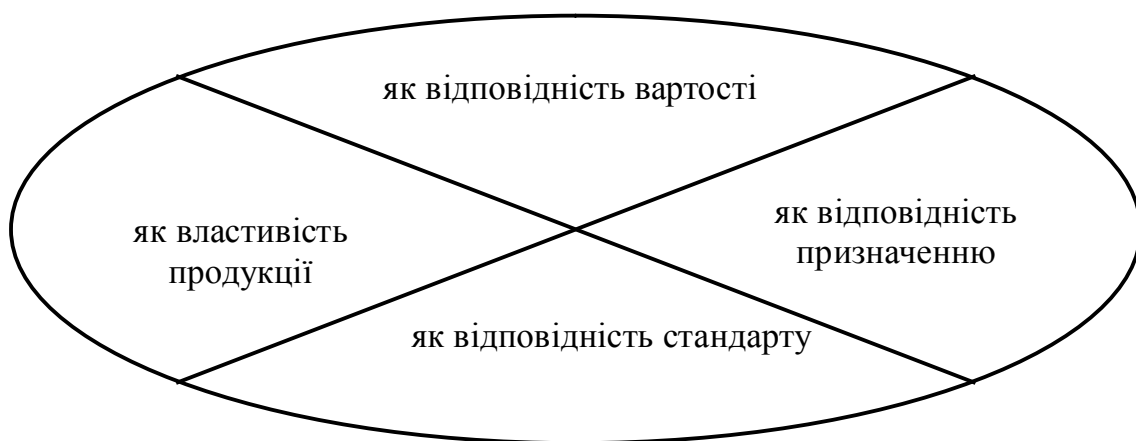 як відповідність вартості
як властивість
продукції
як відповідність
призначенню
як відповідність стандарту